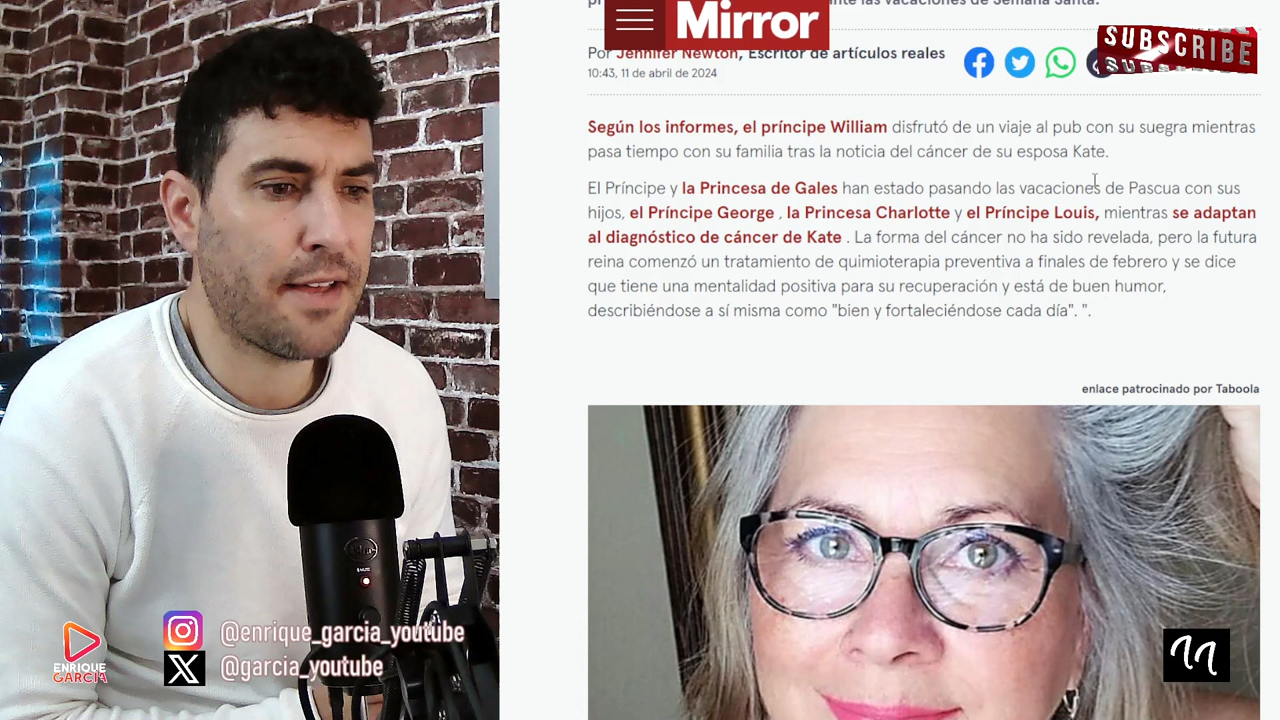 Mirror
SUBSCRIBE
Por Jennifer Newton, Escritor de artículos reales
10:43, 11 de abril de 2024
Según los informes, el príncipe William disfrutó de un viaje al pub con su suegra mientras
pasa tiempo con su familia tras la noticia del cáncer de su esposa Kate.
El Príncipe y la Princesa de Gales han estado pasando las vacaciones de Pascua con sus
hijos, el Príncipe George , la Princesa Charlotte y el Príncipe Louis, mientras se adaptan
al diagnóstico de cáncer de Kate . La forma del cáncer no ha sido revelada, pero la futura
reina comenzó un tratamiento de quimioterapia preventiva a finales de febrero y se dice
que tiene una mentalidad positiva para su recuperación y está de buen humor,
describiéndose a sí misma como "bien y fortaleciéndose cada día". ".
enlace patrocinado por Taboola
@enrique_garcia_youtube
@garcia_youtube
ENRIQUE
GARCIA